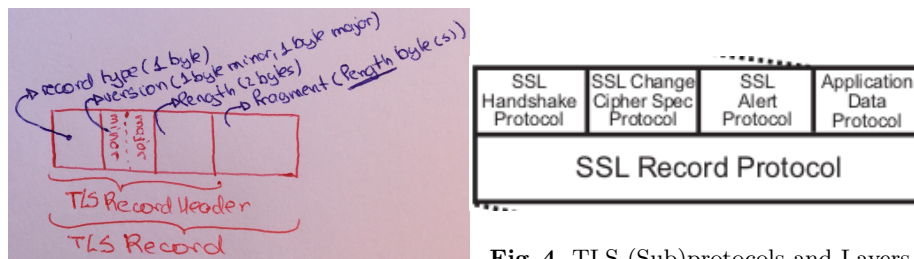 record type (1 byte)
version (1 byte minor, 1 byte major)
length (2 bytes)
fragment (length byte(s))
minor
major
TLS Record Header
TLS Record
SSL Handshake Protocol
SSL Change Cipher Spec Protocol
SSL Alert Protocol
Application Data Protocol
SSL Record Protocol
Fig. 4. TLS (Sub)protocols and Layers